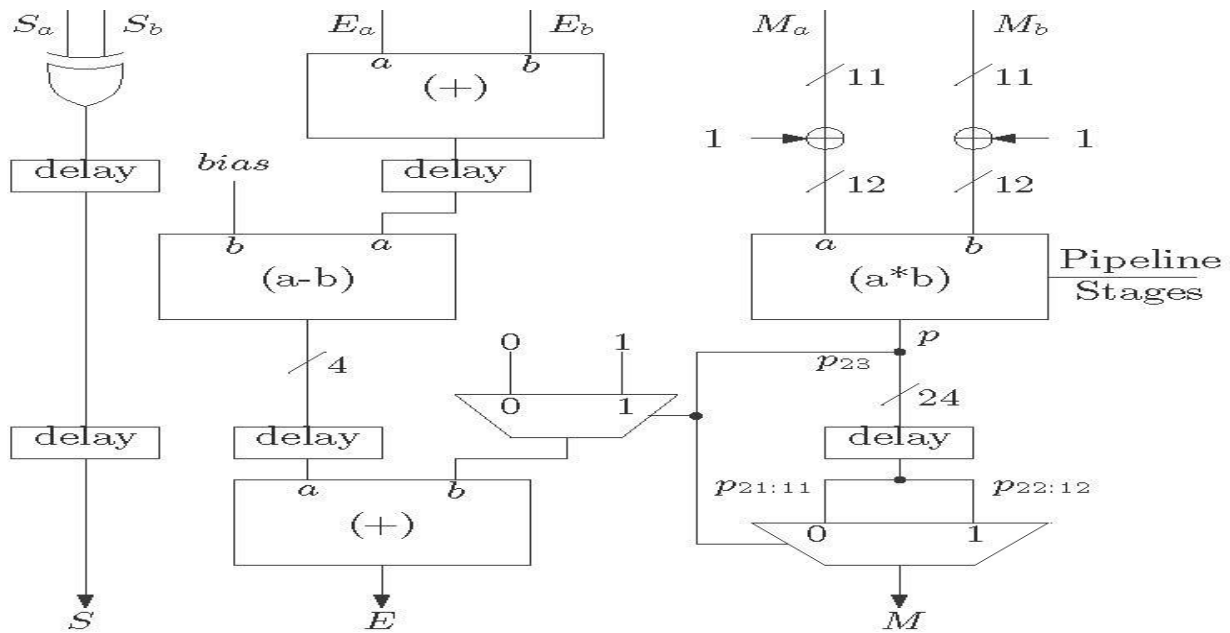 Sa Sb Ea Eb Ma Mb
a b
(+)
11 11
1 1
delay bias delay 12 12
b a a b
(a-b) (a*b) Pipeline
Stages
p
0 1
4 p23
24
0 1
delay delay delay
a b p21:11 p22:12
(+) 0 1
S E M